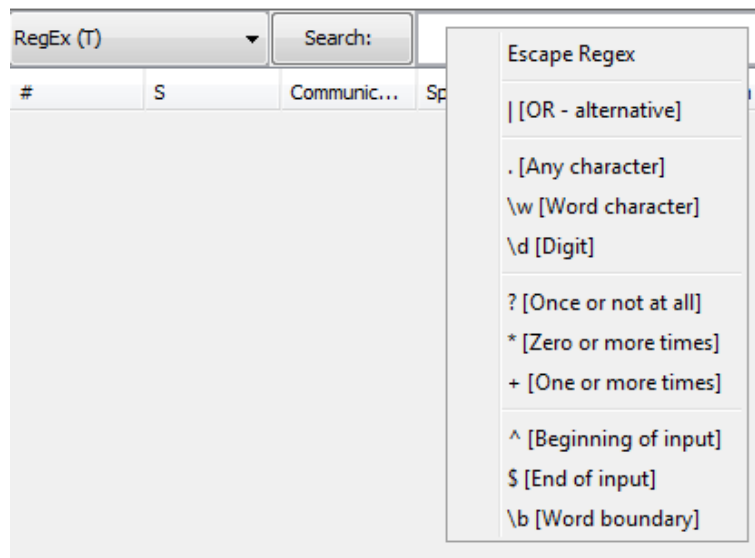 RegEx (T)
Search:
Escape Regex
# S Communic... Sp
| [OR - alternative]
. [Any character]
\w [Word character]
\d [Digit]
? [Once or not at all]
* [Zero or more times]
+ [One or more times]
^ [Beginning of input]
$ [End of input]
\b [Word boundary]